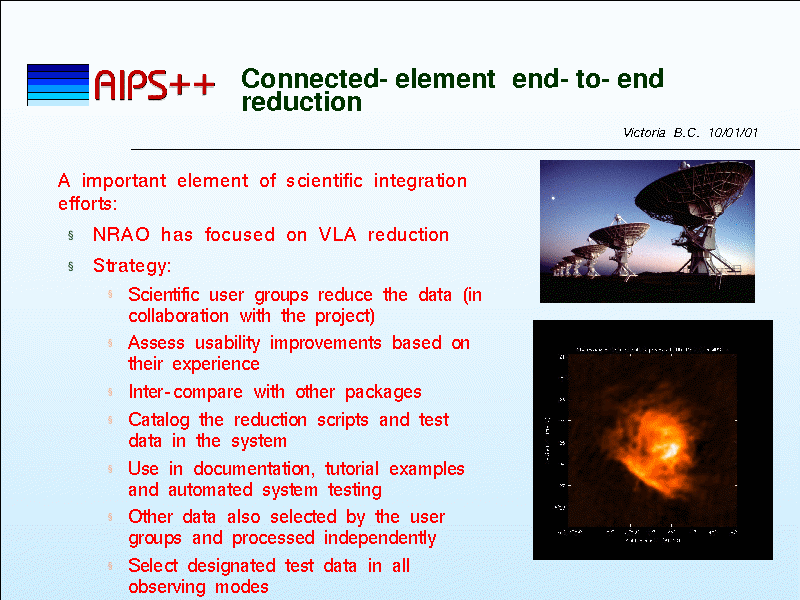 AIPS++
Connected- element end- to- end
reduction
Victoria B.C. 10/01/01
A important element of scientific integration
efforts:
§ NRAO has focused on VLA reduction
§ Strategy:
§ Scientific user groups reduce the data (in
collaboration with the project)
§ Assess usability improvements based on
their experience
§ Inter- compare with other packages
§ Catalog the reduction scripts and test
data in the system
§ Use in documentation, tutorial examples
and automated system testing
§ Other data also selected by the user
groups and processed independently
§ Select designated test data in all
observing modes